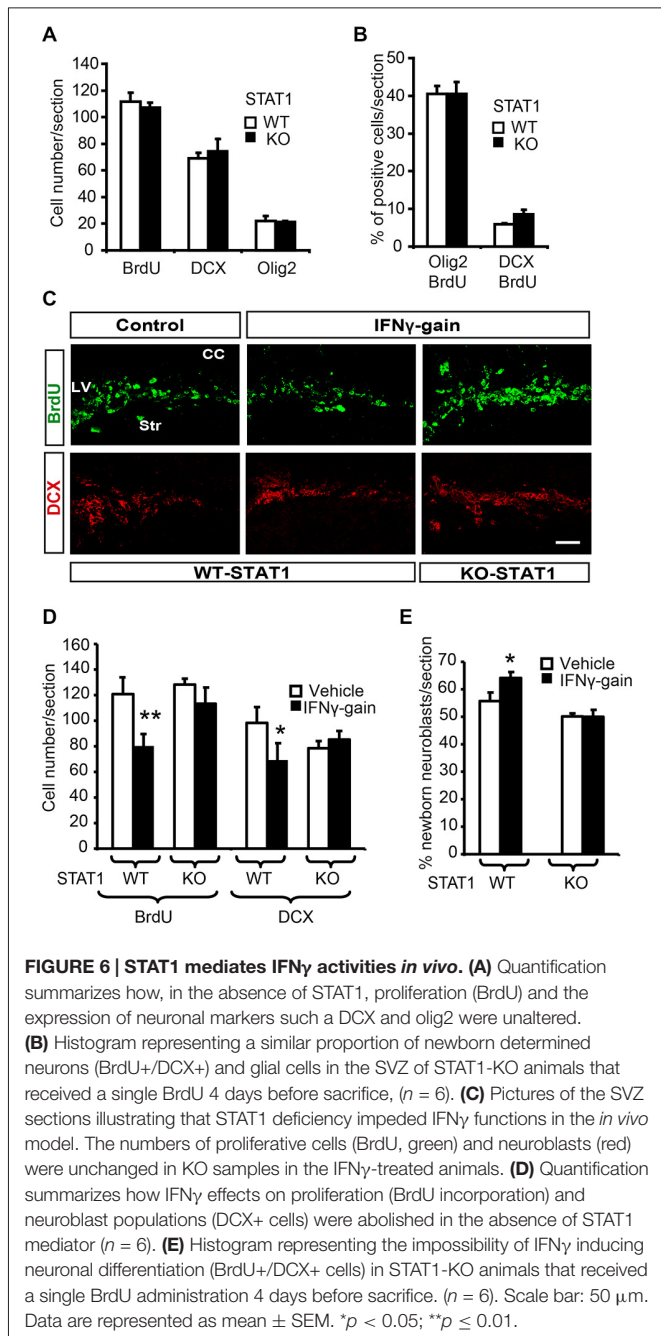 A
Cell number/section
120
100
80
60
40
20
0
STAT1
WT
KO
BrdU DCX Olig2
B
% of positive cells/section
50
40
30
20
10
0
STAT1
WT
KO
Olig2 DCX
BrdU BrdU
C
Control IFNγ-gain
BrdU
CC
LV
Str
DCX
WT-STAT1 KO-STAT1
D
Cell number/section
160
140
120
100
80
60
40
20
0
Vehicle
IFNγ-gain
**
*
STAT1 WT KO WT KO
BrdU DCX
E
% newborn neuroblasts/section
70
60
50
40
30
20
10
0
Vehicle
IFNγ-gain
*
STAT1 WT KO
FIGURE 6 | STAT1 mediates IFNγ activities in vivo. (A) Quantification
summarizes how, in the absence of STAT1, proliferation (BrdU) and the
expression of neuronal markers such a DCX and olig2 were unaltered.
(B) Histogram representing a similar proportion of newborn determined
neurons (BrdU+/DCX+) and glial cells in the SVZ of STAT1-KO animals that
received a single BrdU 4 days before sacrifice, (n = 6). (C) Pictures of the SVZ
sections illustrating that STAT1 deficiency impeded IFNγ functions in the in vivo
model. The numbers of proliferative cells (BrdU, green) and neuroblasts (red)
were unchanged in KO samples in the IFNγ-treated animals. (D) Quantification
summarizes how IFNγ effects on proliferation (BrdU incorporation) and
neuroblast populations (DCX+ cells) were abolished in the absence of STAT1
mediator (n = 6). (E) Histogram representing the impossibility of IFNγ inducing
neuronal differentiation (BrdU+/DCX+ cells) in STAT1-KO animals that received
a single BrdU administration 4 days before sacrifice. (n = 6). Scale bar: 50 μm.
Data are represented as mean ± SEM. *p < 0.05; **p ≤ 0.01.